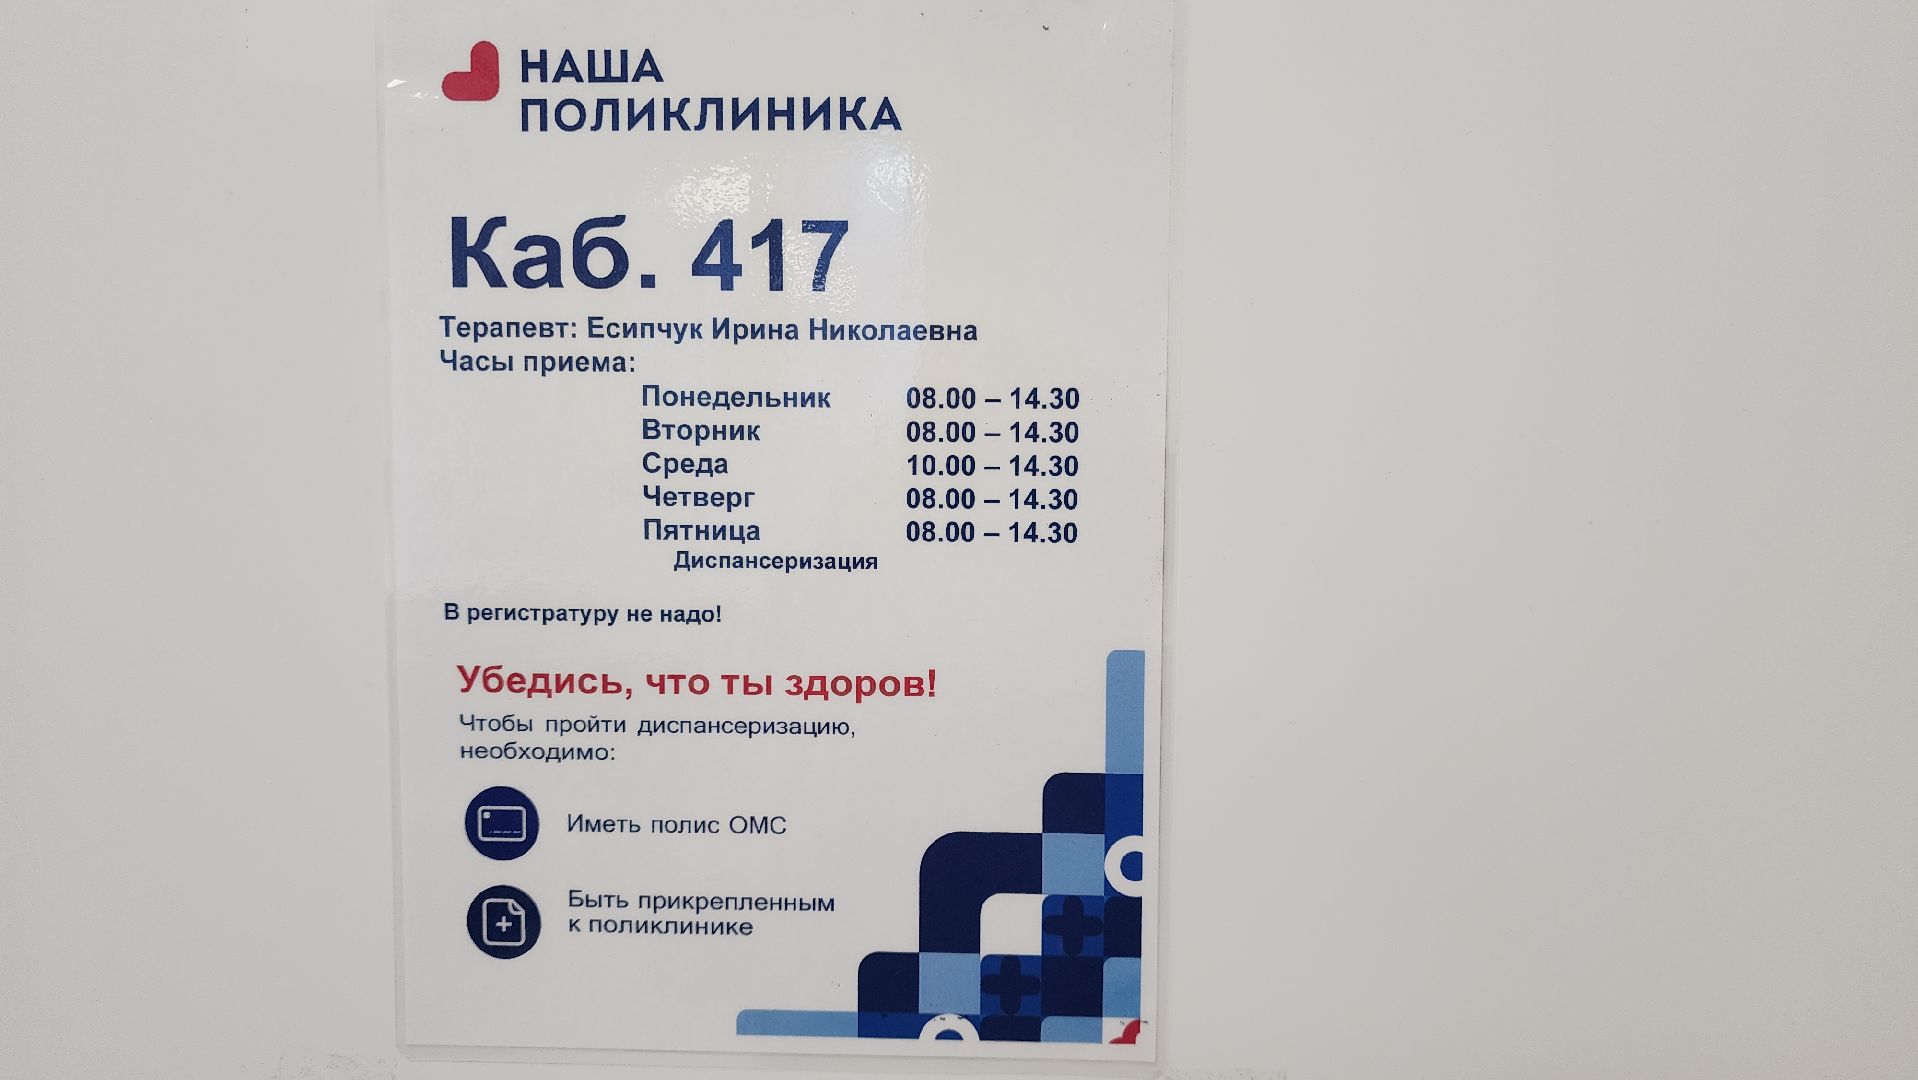 НАША
ПОЛИКЛИНИКА
Каб. 417
Терапевт: Есипчук Ирина Николаевна
Часы приема:
Понедельник 08.00 – 14.30
Вторник 08.00 – 14.30
Среда 10.00 – 14.30
Четверг 08.00 – 14.30
Пятница 08.00 – 14.30
Диспансеризация
В регистратуру не надо!
Убедись, что ты здоров!
Чтобы пройти диспансеризацию,
необходимо:
Иметь полис ОМС
Быть прикрепленным
к поликлинике